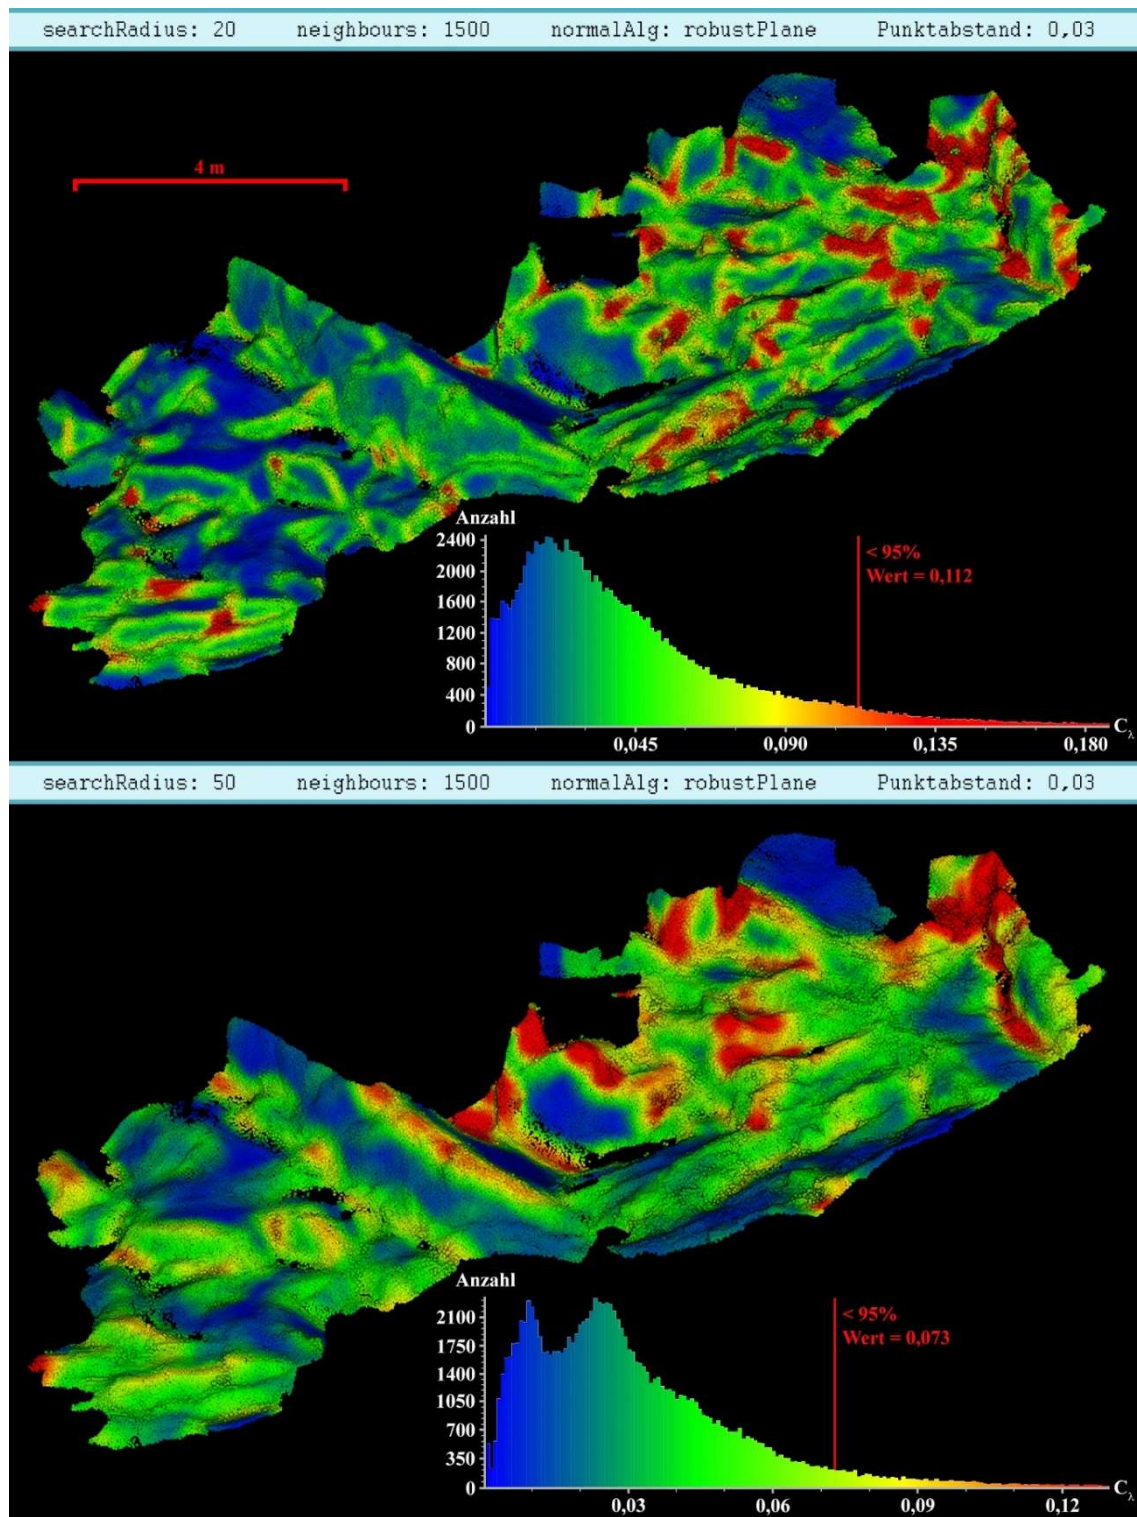 searchRadius: 20 neighbours: 1500 normalAlg: robustPlane Punktabstand: 0,03
4 m
Anzahl
2400
2000
1600
1200
800
400
0
< 95%
Wert = 0,112
0,045 0,090 0,135 0,180 Cλ
searchRadius: 50 neighbours: 1500 normalAlg: robustPlane Punktabstand: 0,03
Anzahl
2100
1750
1400
1050
700
350
0
< 95%
Wert = 0,073
0,03 0,06 0,09 0,12 Cλ